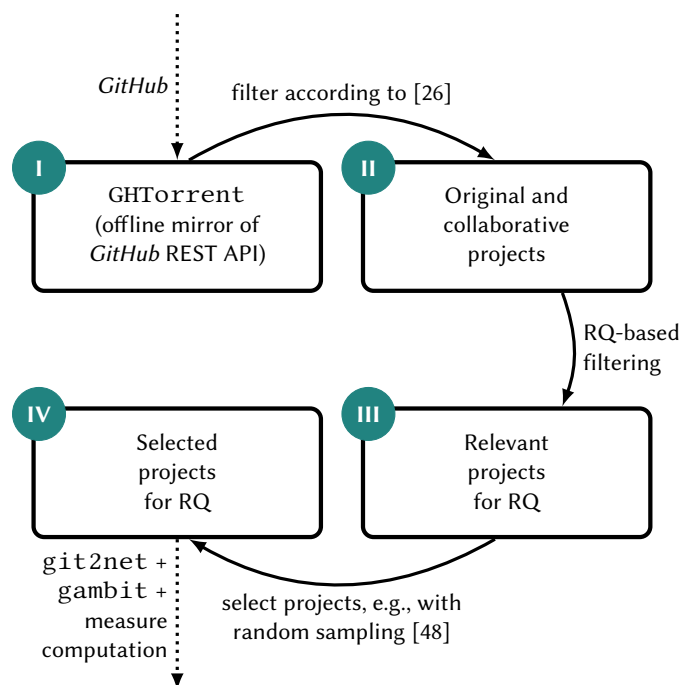 GitHub
filter according to [26]
I
GHTorrent
(offline mirror of
GitHub REST API)
II
Original and
collaborative
projects
RQ-based
filtering
IV
Selected
projects
for RQ
III
Relevant
projects
for RQ
git2net +
gambit +
measure
computation
select projects, e.g., with
random sampling [48]